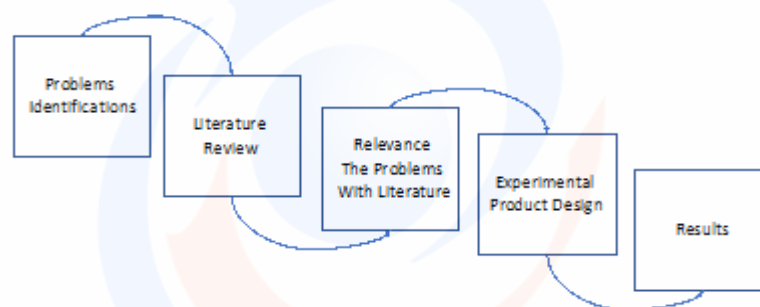 Problems
Identifications
Literature
Review
Relevance
The Problems
With Literature
Experimental
Product Design
Results